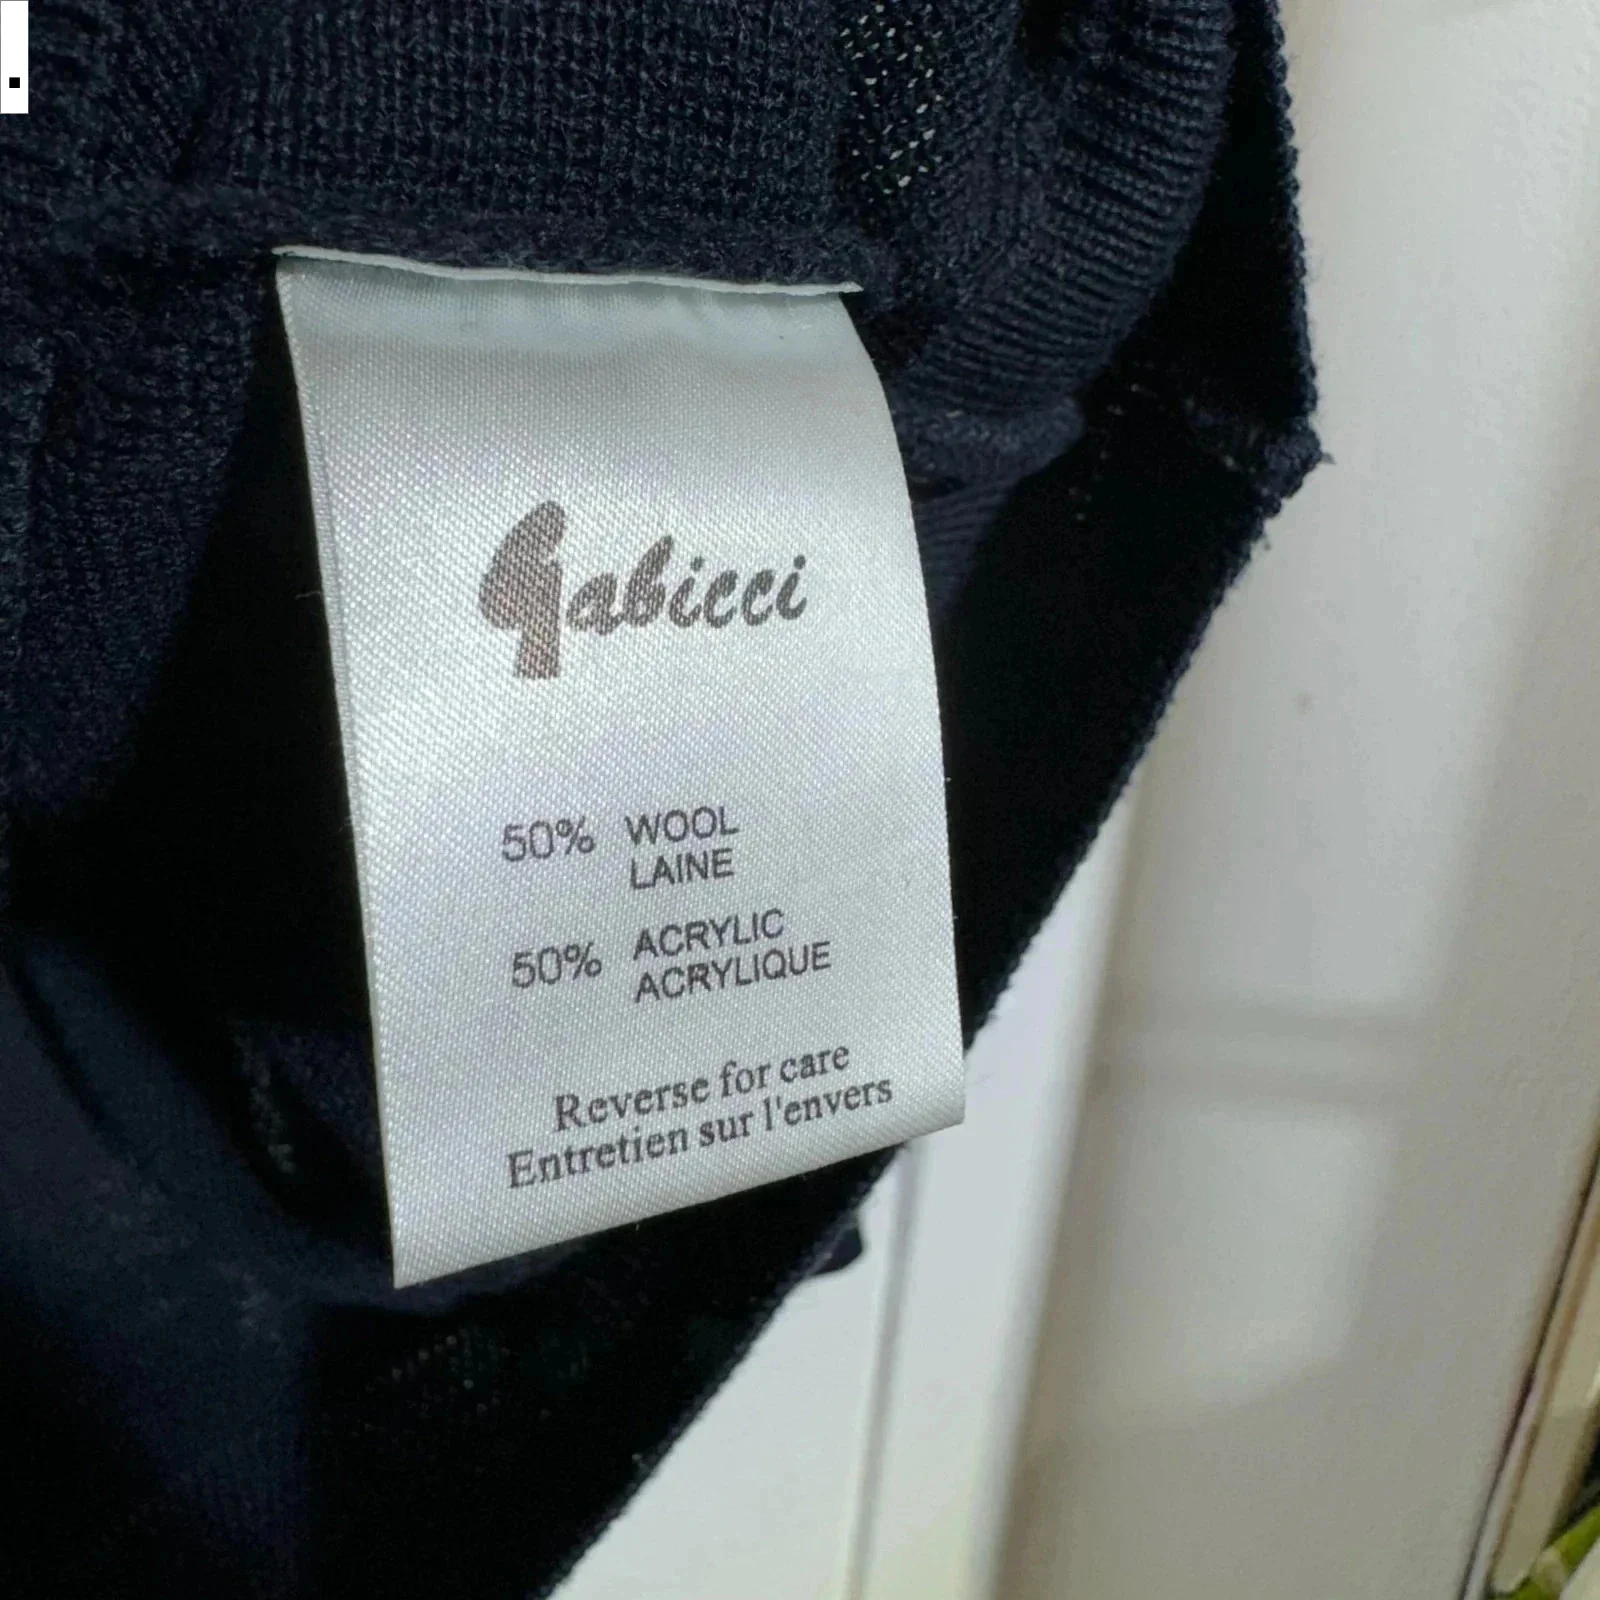 .
Gabicci
50% WOOL
LAINE
50% ACRYLIC
ACRYLIQUE
Reverse for care
Entretien sur l'envers